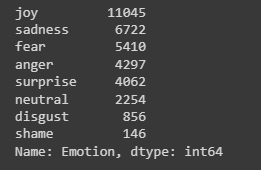 joy 11045
sadness 6722
fear 5410
anger 4297
surprise 4062
neutral 2254
disgust 856
shame 146
Name: Emotion, dtype: int64